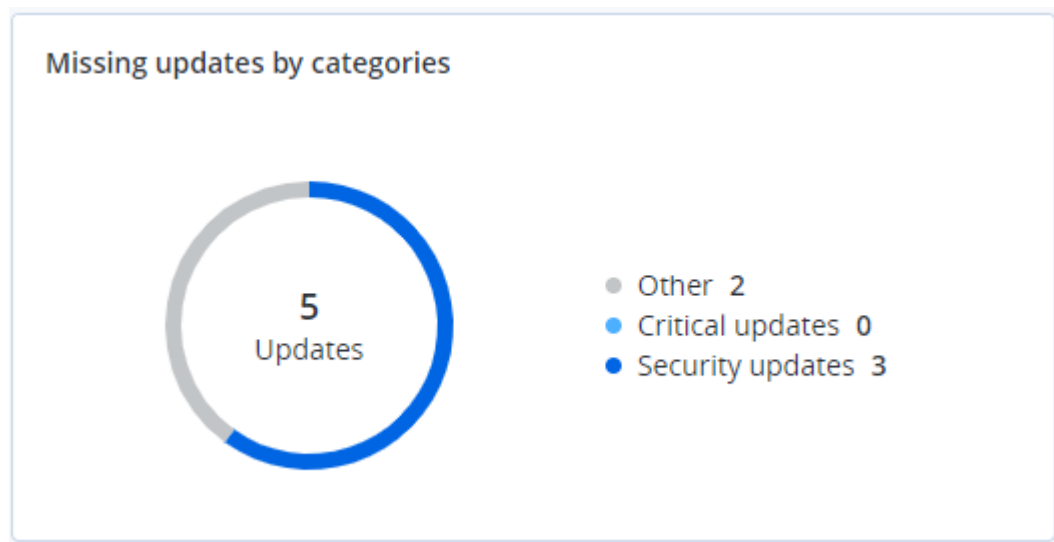 Missing updates by categories
5
Updates
Other 2
Critical updates 0
Security updates 3